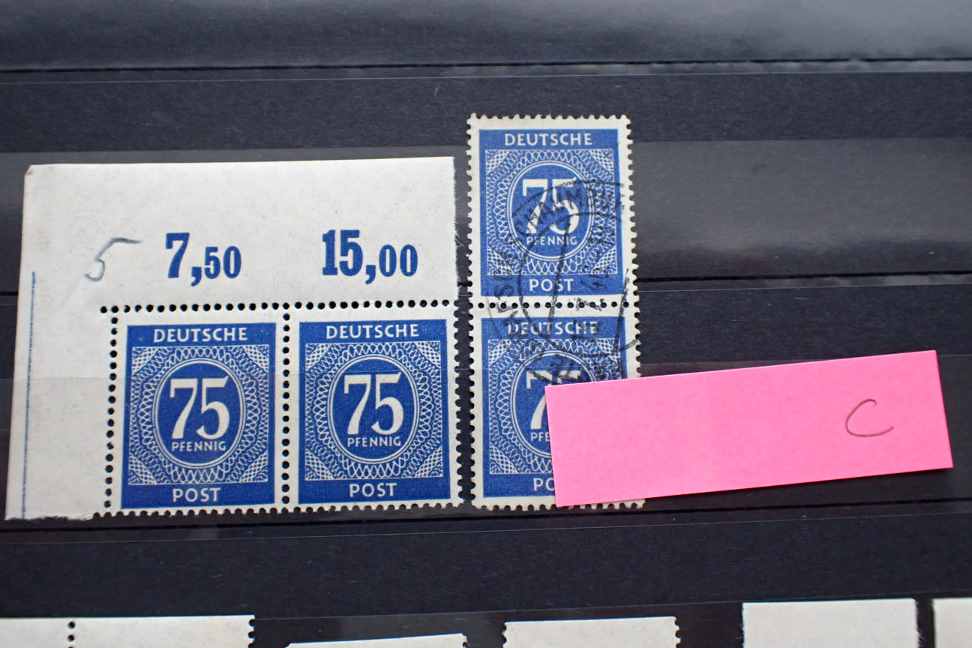 5 7,50 15,00
DEUTSCHE
75
PFENNIG
POST
DEUTSCHE
75
PFENNIG
POST
DEUTSCHE
75
PFENNIG
POST
DEUTSCHE
C